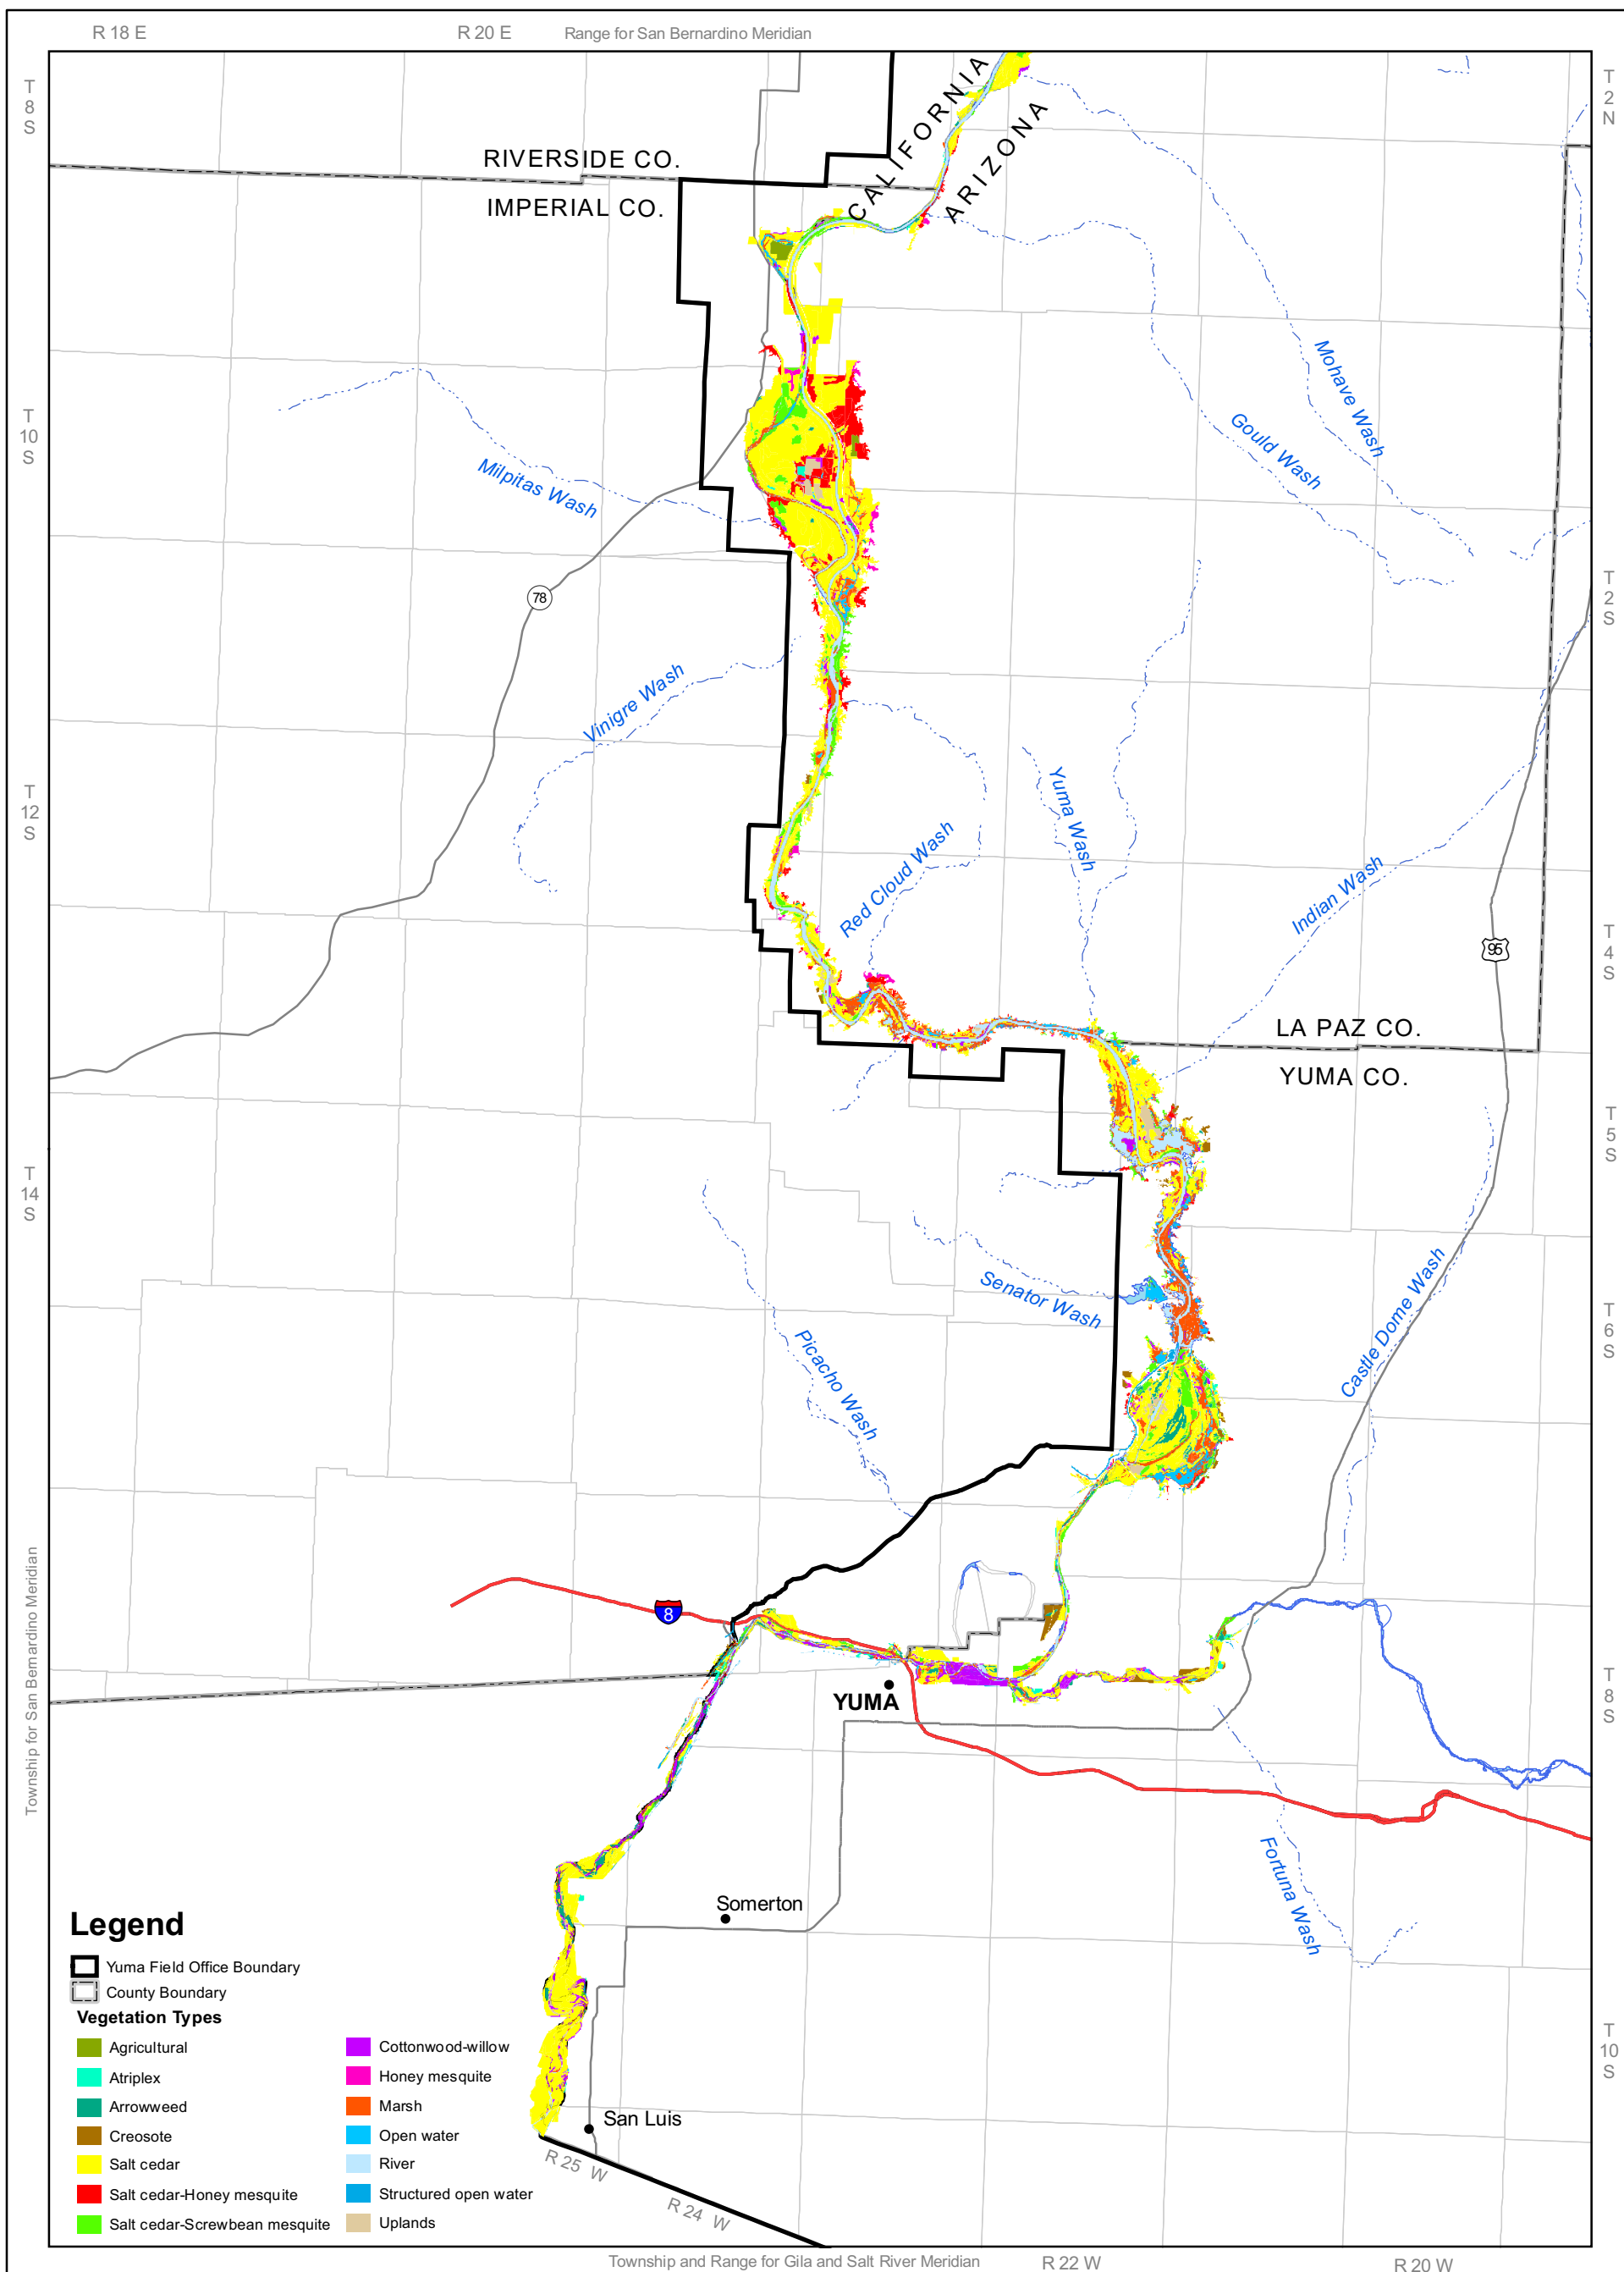 R 18 E
R 20 E
Range for San Bernardino Meridian
T
8
S
T
2
N
CALIFORNIA
ARIZONA
RIVERSIDE CO.
IMPERIAL CO.
Mohave Wash
Gould Wash
T
10
S
Milpitas Wash
78
T
2
S
Vinigre Wash
T
12
S
Yuma Wash
Red Cloud Wash
Indian Wash
95
T
4
S
LA PAZ CO.
YUMA CO.
T
5
S
T
14
S
Senator Wash
Castle Dome Wash
T
6
S
Picacho Wash
8
YUMA
T
8
S
Township for San Bernardino Meridian
Fortuna Wash
Somerton
San Luis
T
10
S
R 25 W
R 24 W
Legend
Yuma Field Office Boundary
County Boundary
Vegetation Types
Agricultural
Atriplex
Arrowweed
Creosote
Salt cedar
Salt cedar-Honey mesquite
Salt cedar-Screwbean mesquite
Cottonwood-willow
Honey mesquite
Marsh
Open water
River
Structured open water
Uplands
Township and Range for Gila and Salt River Meridian
R 22 W
R 20 W